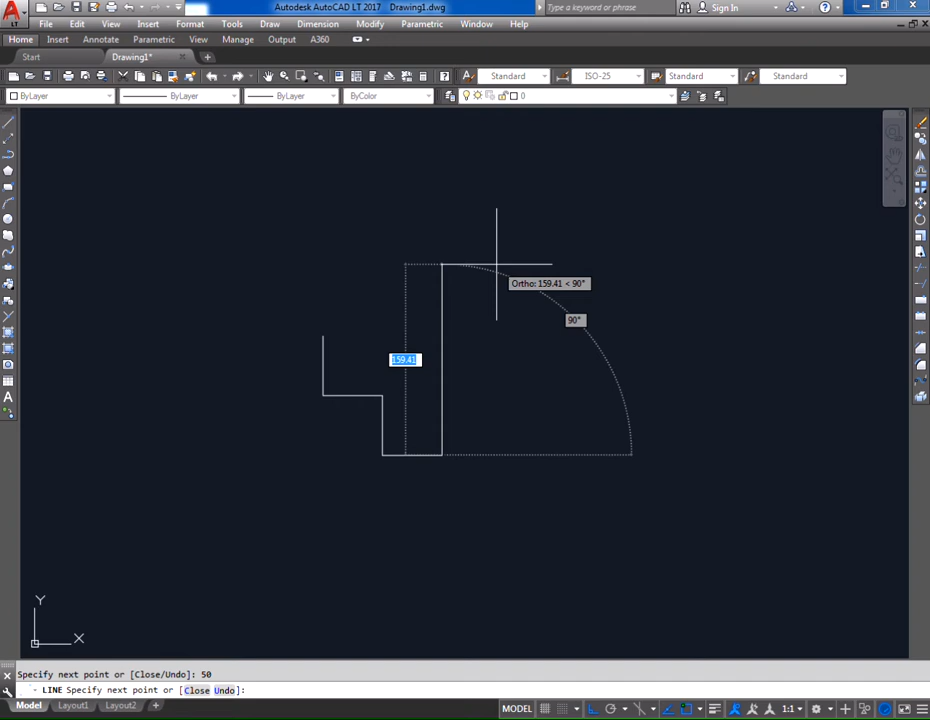 Autodesk AutoCAD LT 2017 Drawing1.dwg
Type a keyword or phrase
Sign In
LT
File Edit View Insert Format Tools Draw Dimension Modify Parametric Window Help
Home Insert Annotate Parametric View Manage Output A360
Start Drawing1*
Standard ISO-25 Standard Standard
ByLayer ByLayer ByLayer ByColor 0
Ortho: 159.41 < 90°
90°
159.41
Y
X
A
Specify next point or [Close/Undo]: 50
LINE Specify next point or [Close Undo]:
Model Layout1 Layout2 + MODEL 1:1